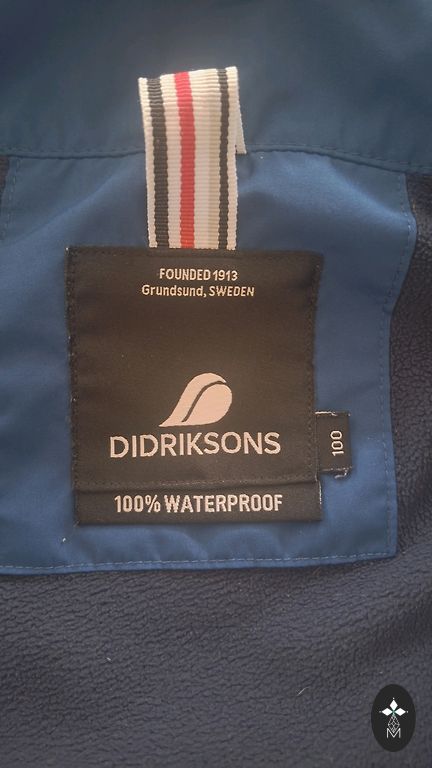 FOUNDED 1913
Grundsund, SWEDEN
DIDRIKSONS
100
100% WATERPROOF
M